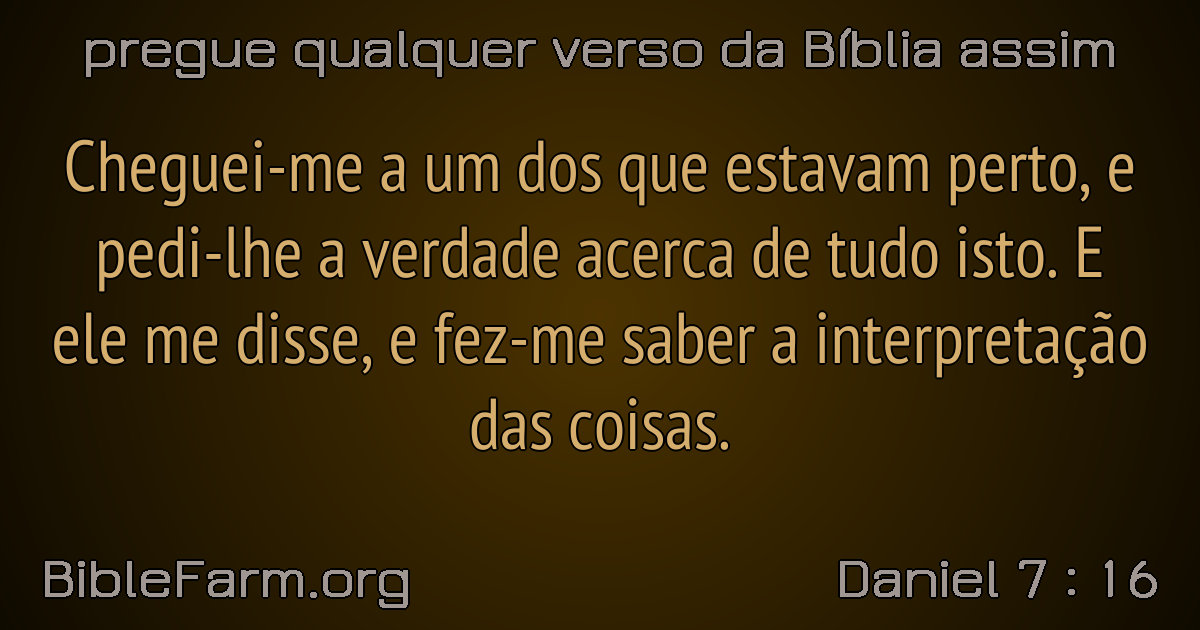 pregue qualquer verso da Bíblia assim
Cheguei-me a um dos que estavam perto, e
pedi-lhe a verdade acerca de tudo isto. E
ele me disse, e fez-me saber a interpretação
das coisas.
BibleFarm.org
Daniel 7 : 16